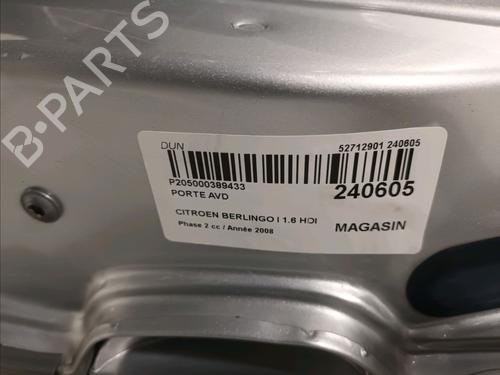 B-PARTS
DUN 52712901 240605
P205000389433 240605
PORTE AVD
CITROEN BERLINGO I 1.6 HDI MAGASIN
Phase 2 cc / Année 2008